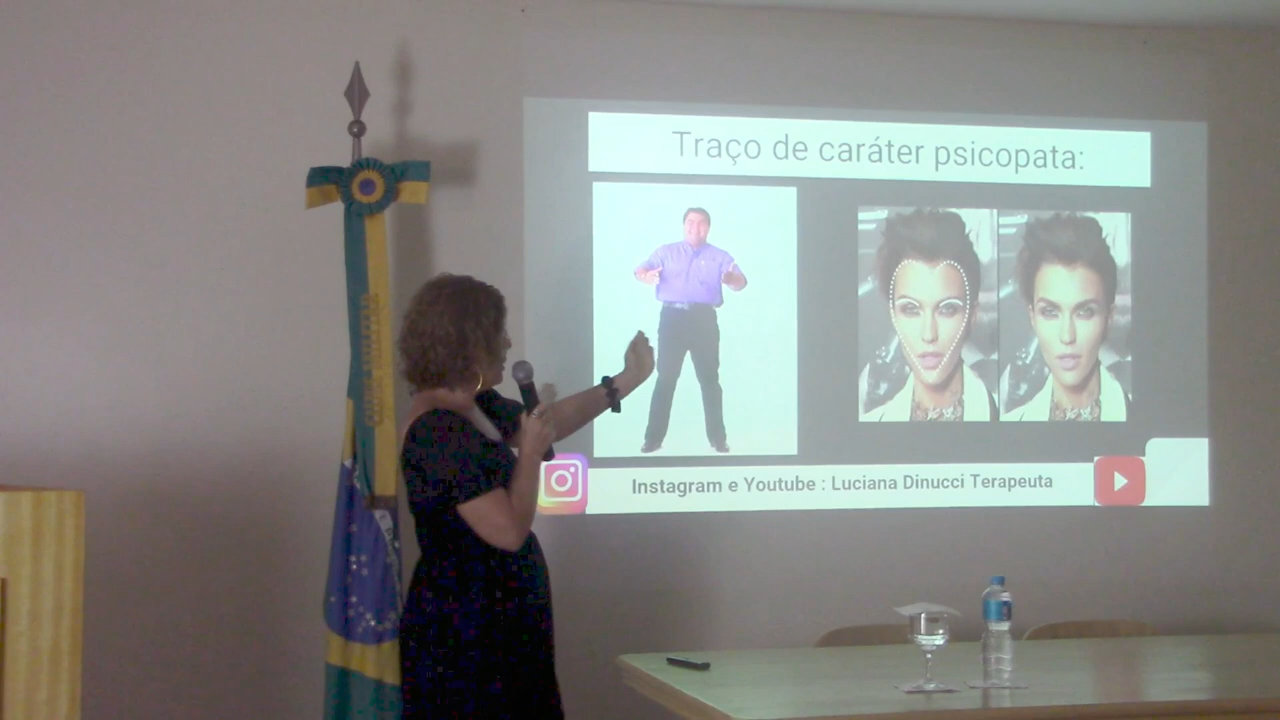 Traço de caráter psicopata:
Instagram e Youtube : Luciana Dinucci Terapeuta